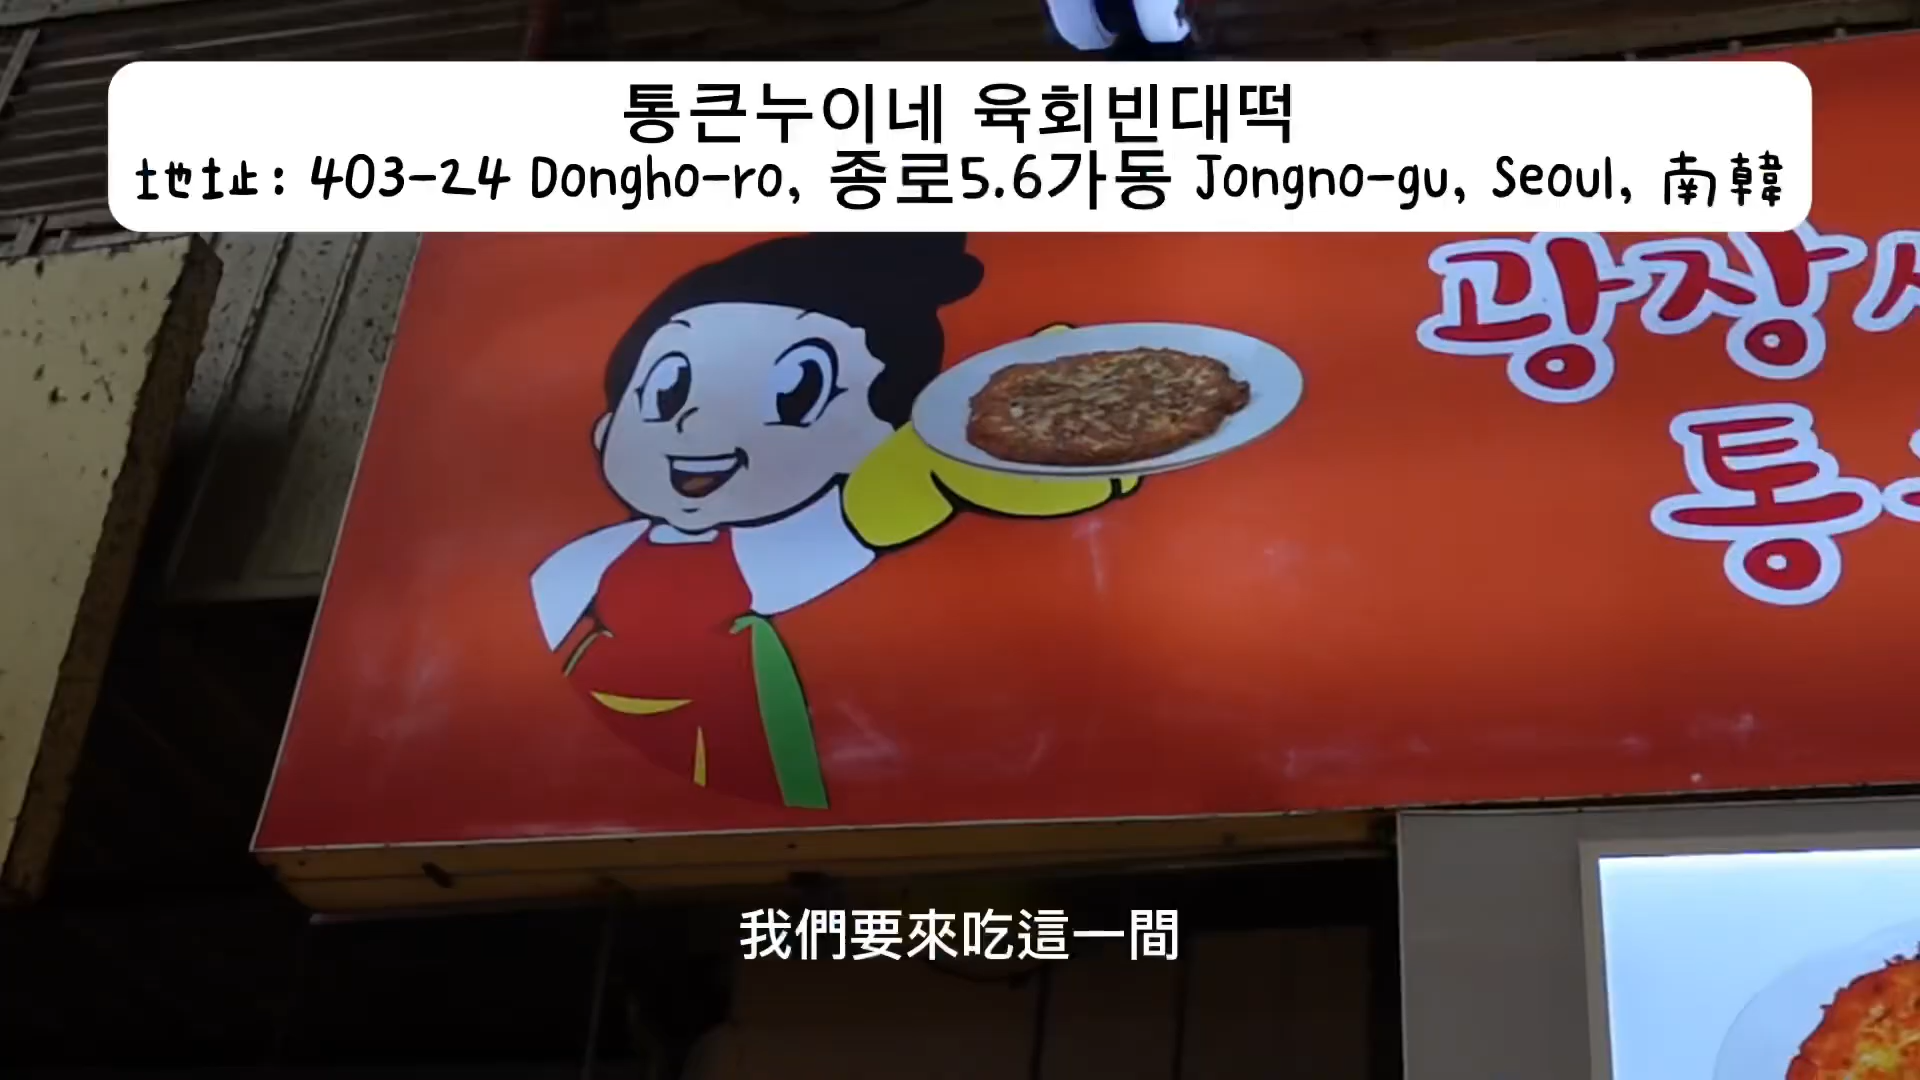 통큰누이네 육회빈대떡
地址: 403-24 Dongho-ro, 종로5.6가동 Jongno-gu, Seoul, 南韓
광장
통
我們要來吃這一間